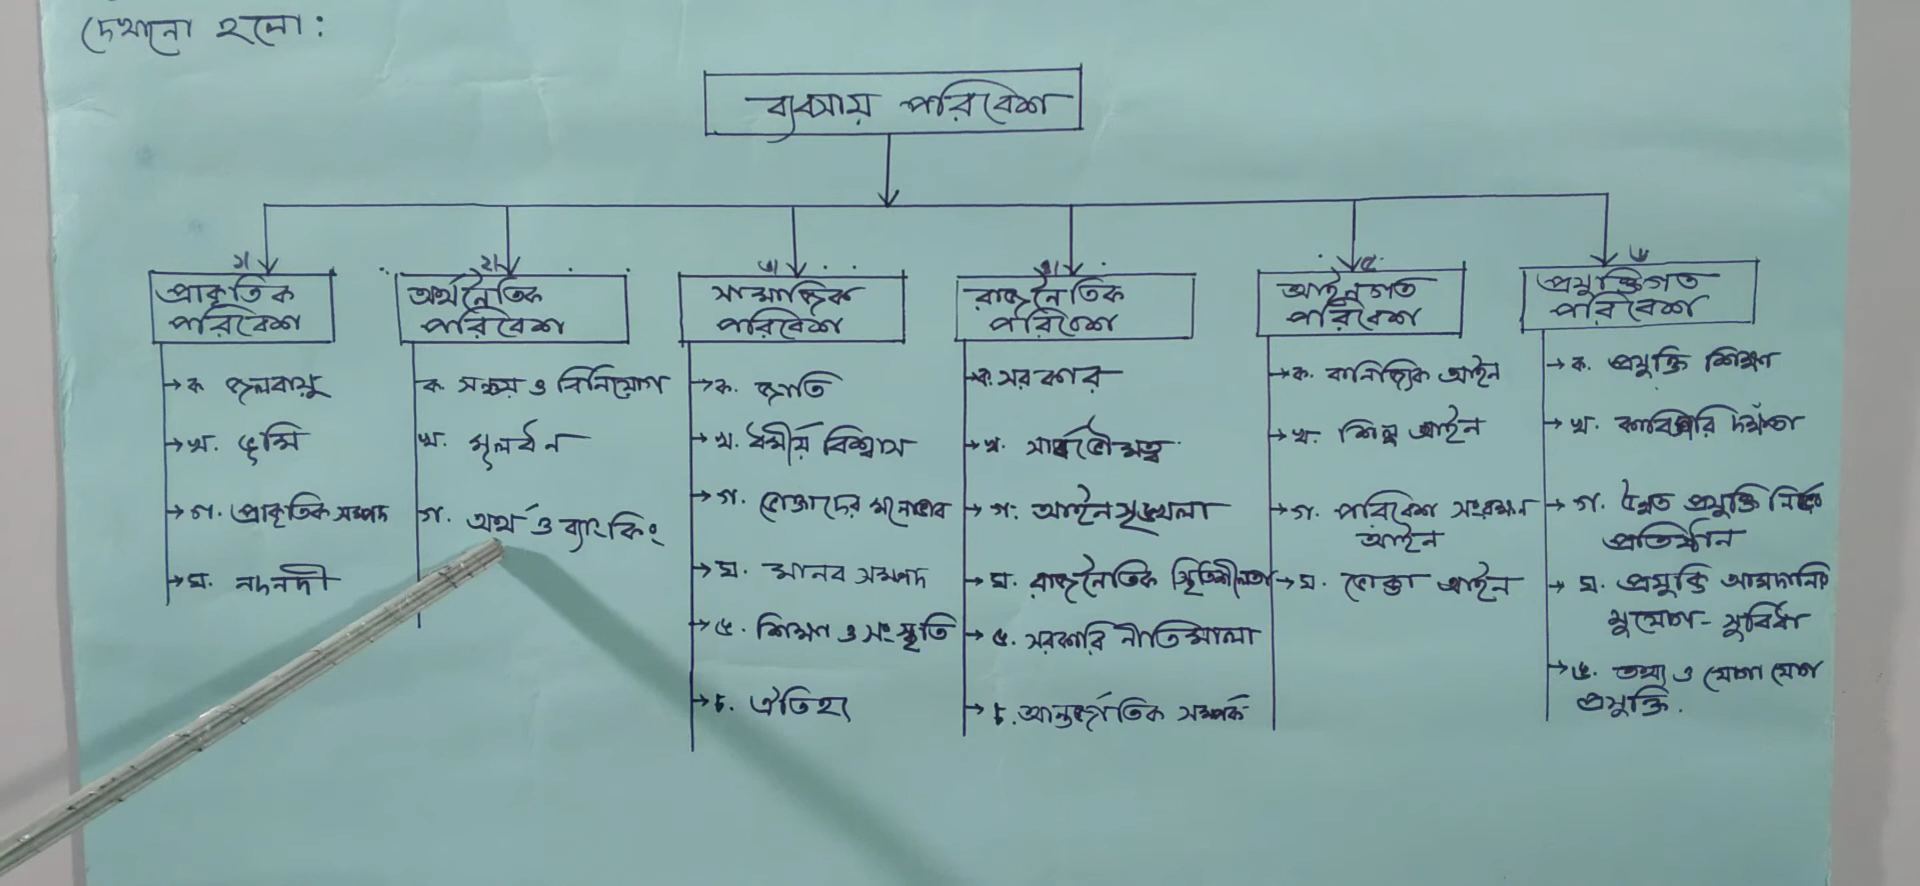 দেখানো হলো:
ব্যবসায় পরিবেশ
১।
প্রাকৃতিক
পরিবেশ
ক. জলবায়ু
খ. ভূমি
গ. প্রাকৃতিক সম্পদ
ঘ. নদনদী
২।
অর্থনৈতিক
পরিবেশ
ক. সঞ্চয় ও বিনিয়োগ
খ. মূলধন
গ. অর্থ ও ব্যাংকিং
৩।
সামাজিক
পরিবেশ
ক. জাতি
খ. ধর্মীয় বিশ্বাস
গ. ভোক্তাদের মনোভাব
ঘ. মানব সম্পদ
ঙ. শিক্ষা ও সংস্কৃতি
চ. ঐতিহ্য
৪।
রাজনৈতিক
পরিবেশ
ক. সরকার
খ. সার্বভৌমত্ব
গ. আইন শৃঙ্খলা
ঘ. রাজনৈতিক স্থিতিশীলতা
ঙ. সরকারি নীতিমালা
চ. আন্তর্জাতিক সম্পর্ক
৫.
আইনগত
পরিবেশ
ক. বানিজ্যিক আইন
খ. শিল্প আইন
গ. পরিবেশ সংরক্ষন
আইন
ঘ. ভোক্তা আইন
৬
প্রযুক্তিগত
পরিবেশ
ক. প্রযুক্তি শিক্ষা
খ. কারিগরি দক্ষতা
গ. উন্নত প্রযুক্তি নির্ভর
প্রতিষ্ঠান
ঘ. প্রযুক্তি আমদানির
সুযোগ-সুবিধা
ঙ. তথ্য ও যোগাযোগ
প্রযুক্তি.